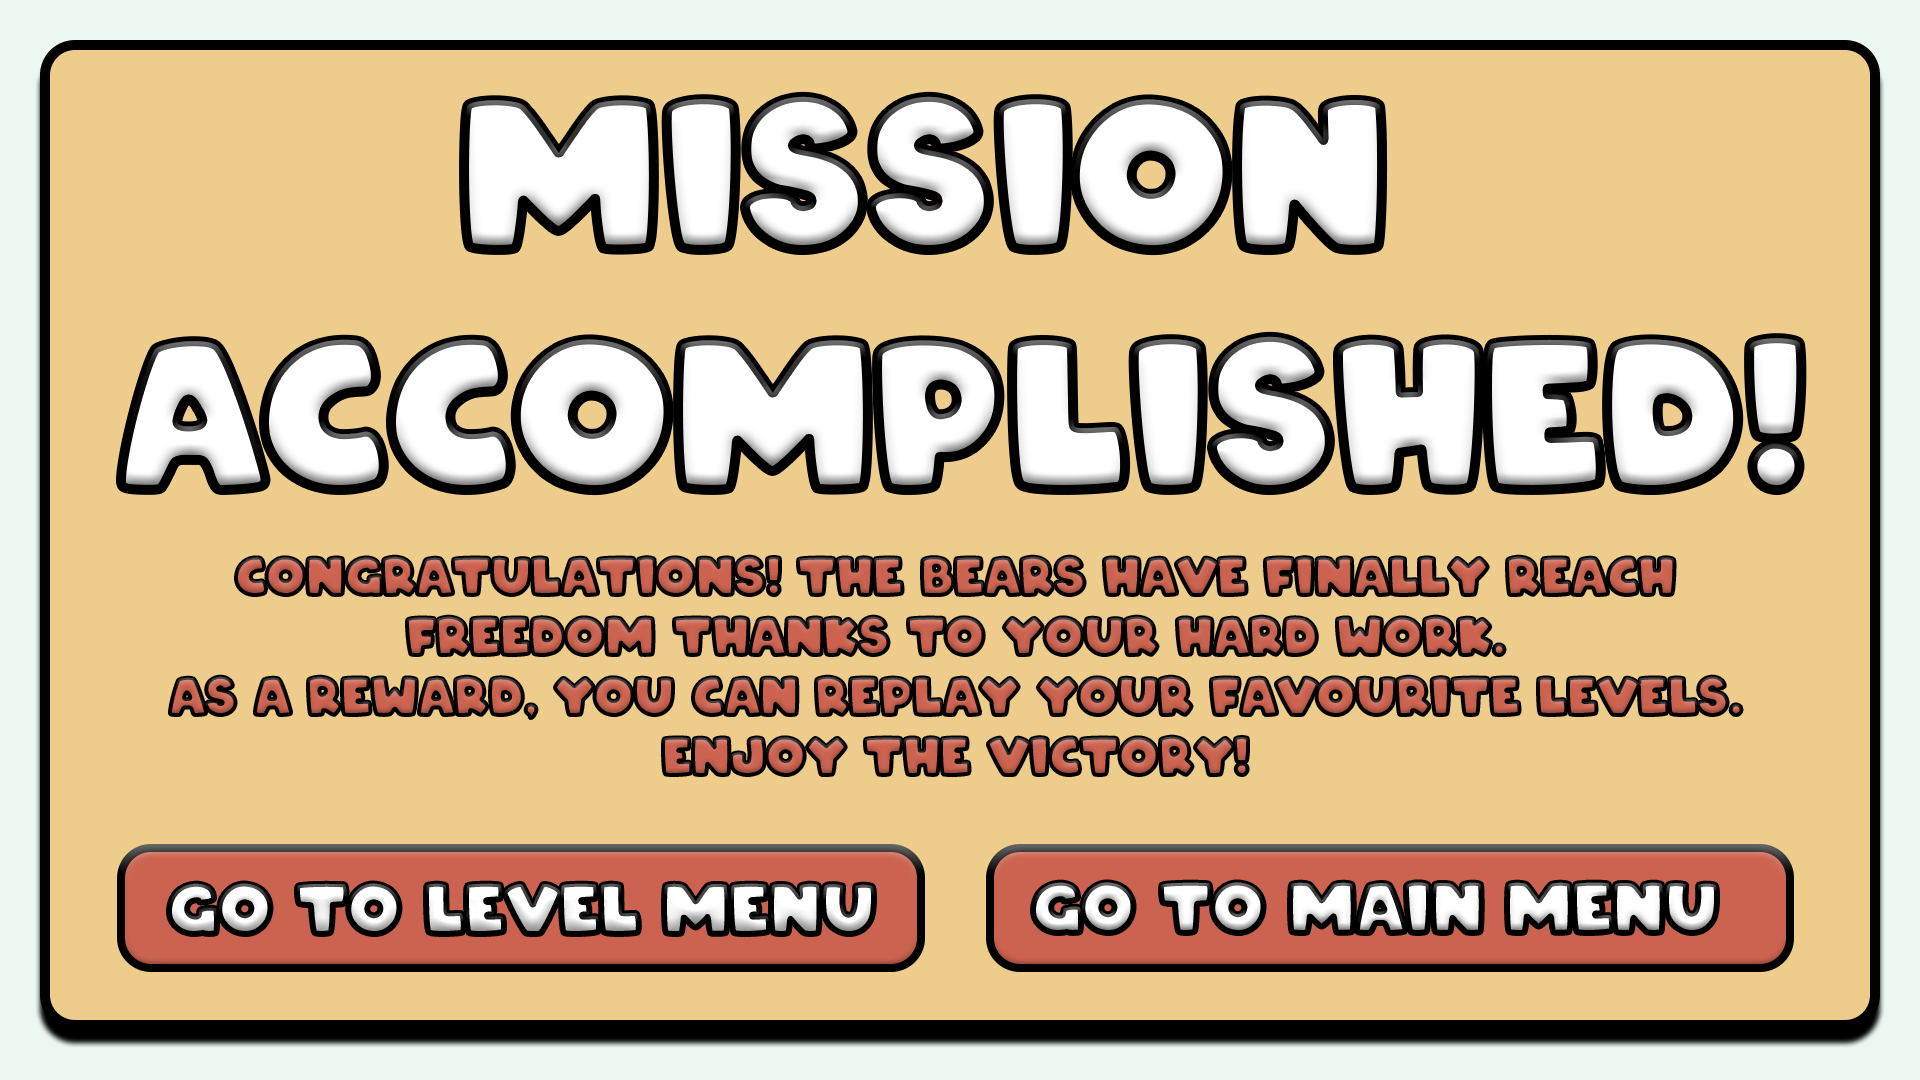 MISSION
ACCOMPLISHED!
CONGRATULATIONS! THE BEARS HAVE FINALLY REACH
FREEDOM THANKS TO YOUR HARD WORK.
AS A REWARD, YOU CAN REPLAY YOUR FAVOURITE LEVELS.
ENJOY THE VICTORY!
GO TO LEVEL MENU
GO TO MAIN MENU